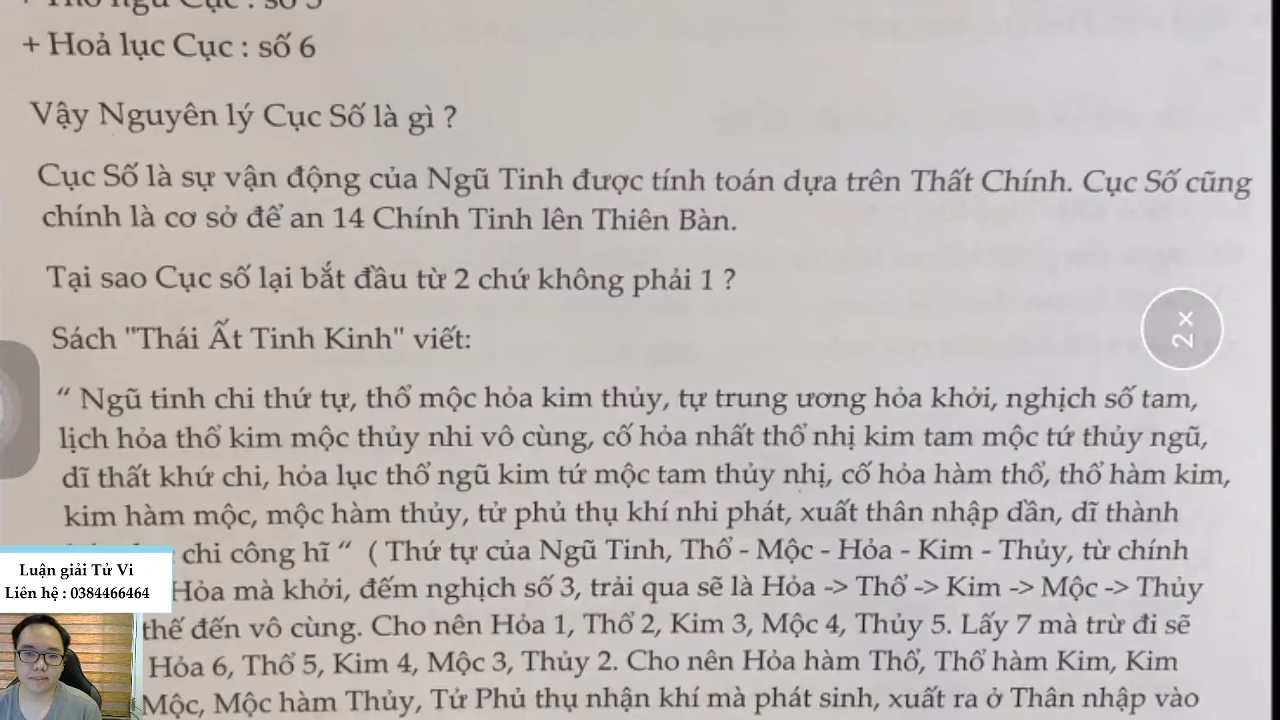 + Thổ ngũ Cục : số 5
+ Hoả lục Cục : số 6
Vậy Nguyên lý Cục Số là gì ?
Cục Số là sự vận động của Ngũ Tinh được tính toán dựa trên Thất Chính. Cục Số cũng
chính là cơ sở để an 14 Chính Tinh lên Thiên Bàn.
Tại sao Cục số lại bắt đầu từ 2 chứ không phải 1 ?
Sách "Thái Ất Tinh Kinh" viết:
“ Ngũ tinh chi thứ tự, thổ mộc hỏa kim thủy, tự trung ương hỏa khởi, nghịch số tam,
lịch hỏa thổ kim mộc thủy nhi vô cùng, cố hỏa nhất thổ nhị kim tam mộc tứ thủy ngũ,
dĩ thất khứ chi, hỏa lục thổ ngũ kim tứ mộc tam thủy nhị, cố hỏa hàm thổ, thổ hàm kim,
kim hàm mộc, mộc hàm thủy, tử phủ thụ khí nhi phát, xuất thân nhập dần, dĩ thành
chi công hĩ “ ( Thứ tự của Ngũ Tinh, Thổ - Mộc - Hỏa - Kim - Thủy, từ chính
Hỏa mà khởi, đếm nghịch số 3, trải qua sẽ là Hỏa -> Thổ -> Kim -> Mộc -> Thủy
thế đến vô cùng. Cho nên Hỏa 1, Thổ 2, Kim 3, Mộc 4, Thủy 5. Lấy 7 mà trừ đi sẽ
Hỏa 6, Thổ 5, Kim 4, Mộc 3, Thủy 2. Cho nên Hỏa hàm Thổ, Thổ hàm Kim, Kim
Mộc, Mộc hàm Thủy, Tử Phủ thụ nhận khí mà phát sinh, xuất ra ở Thân nhập vào
2 ×
Luận giải Tử Vi
Liên hệ : 0384466464